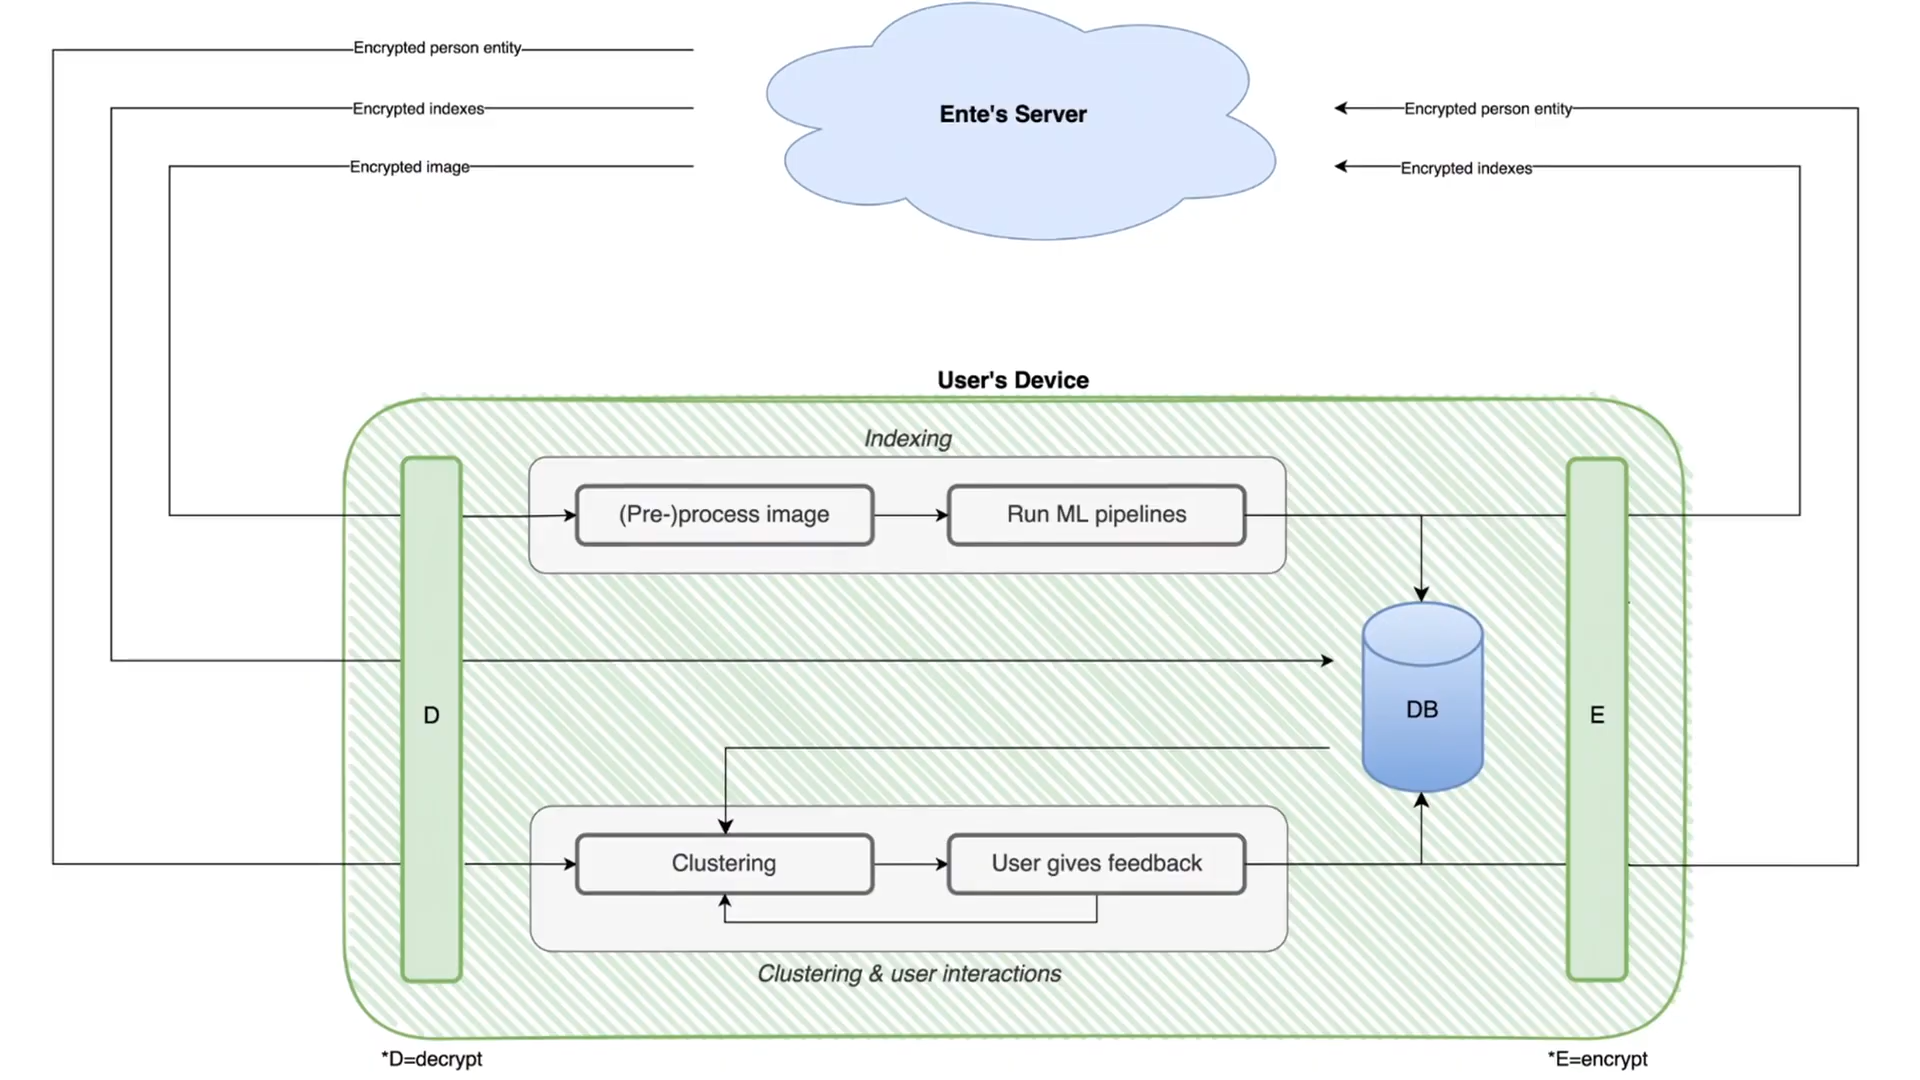 Encrypted person entity
Encrypted indexes
Encrypted image
Ente's Server
Encrypted person entity
Encrypted indexes
User's Device
Indexing
(Pre-)process image
Run ML pipelines
D
DB
E
Clustering
User gives feedback
Clustering & user interactions
*D=decrypt
*E=encrypt